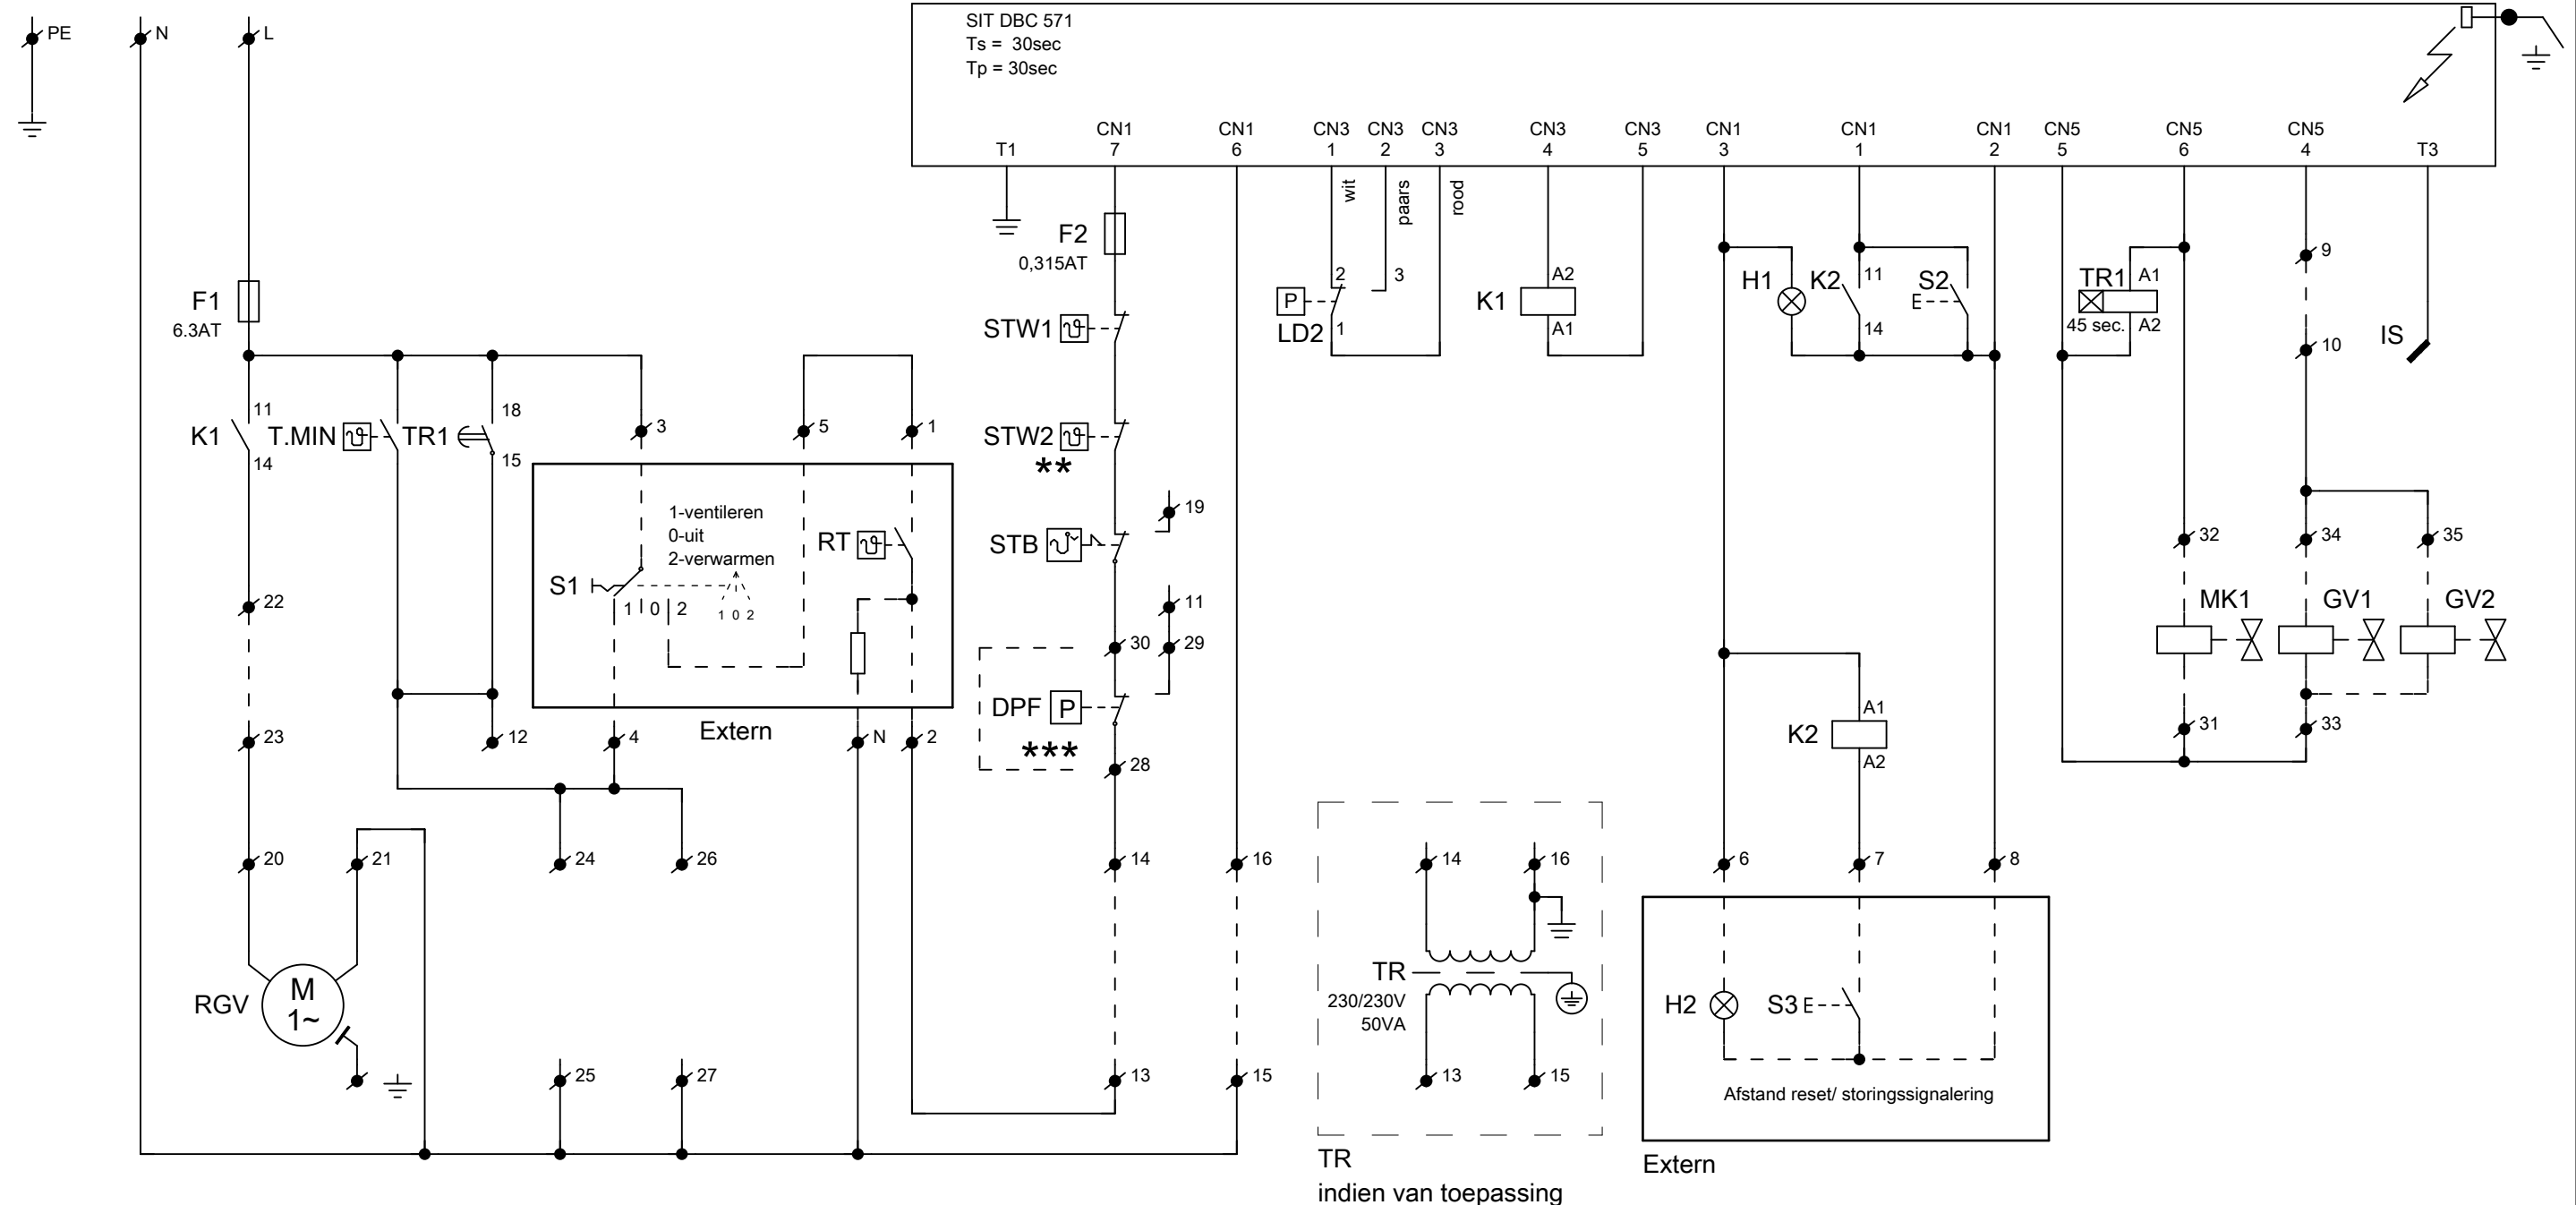 PE
N
L
SIT DBC 571
Ts =  30sec
Tp = 30sec
T1
CN1
7
CN1
6
CN3
1
CN3
2
CN3
3
CN3
4
CN3
5
CN1
3
CN1
1
CN1
2
CN5
5
CN5
6
CN5
4
T3
wit
paars
rood
F1
6.3AT
F2
0,315AT
STW1
STW2
**
STB
19
11
30
29
DPF
P
***
28
P
LD2
2
1
3
K1
A2
A1
H1
K2
11
14
S2
E
TR1
A1
A2
45 sec.
9
10
IS
K1
11
14
T.MIN
TR1
18
15
3
5
1
1-ventileren
0-uit
2-verwarmen
S1
1
0
2
1 0 2
RT
Extern
22
23
12
4
N
2
20
21
24
26
RGV
M
1~
25
27
14
16
13
15
14
16
TR
230/230V
50VA
13
15
TR
indien van toepassing
K2
A1
A2
6
7
8
H2
S3
E
Afstand reset/ storingssignalering
Extern
32
34
35
MK1
GV1
GV2
31
33